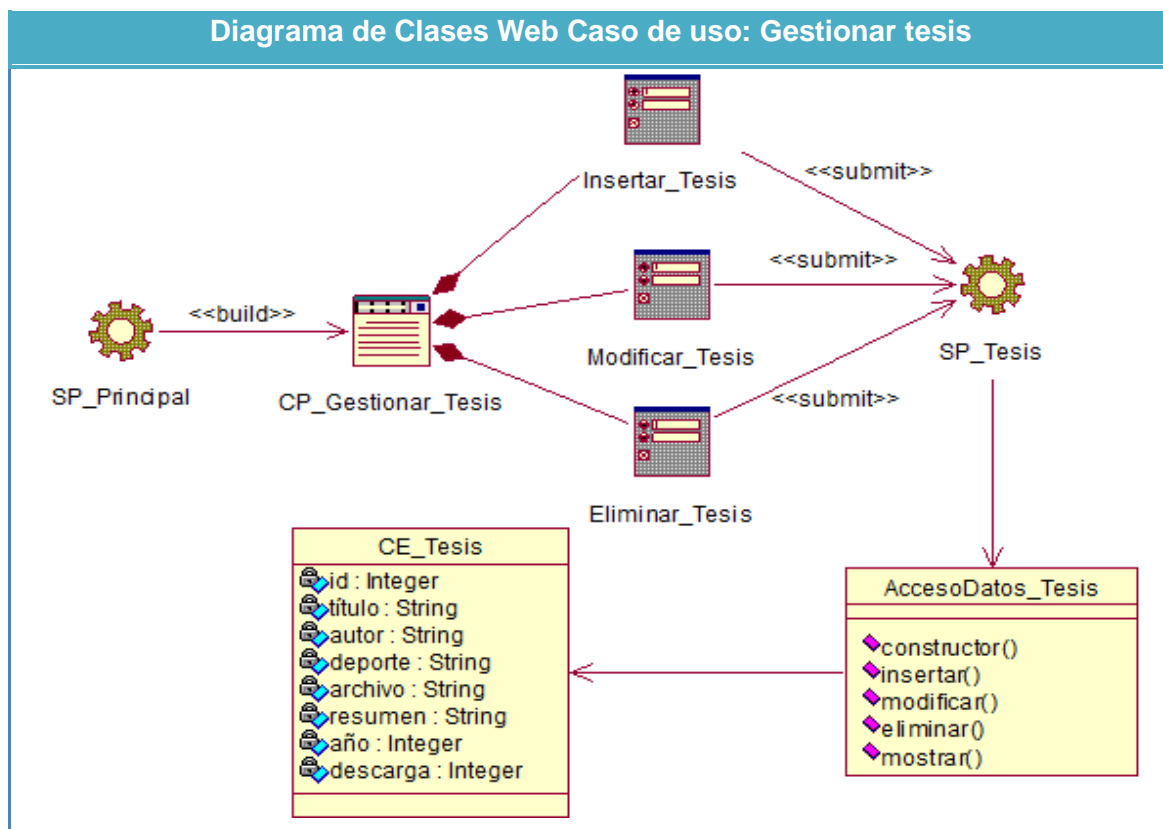 Diagrama de Clases Web Caso de uso: Gestionar tesis
Insertar_Tesis
<<submit>>
<<submit>>
<<build>>
Modificar_Tesis
SP_Tesis
SP_Principal
CP_Gestionar_Tesis
<<submit>>
Eliminar_Tesis
CE_Tesis
id : Integer
título : String
autor : String
deporte : String
archivo : String
resumen : String
año : Integer
descarga : Integer
AccesoDatos_Tesis
constructor()
insertar()
modificar()
eliminar()
mostrar()